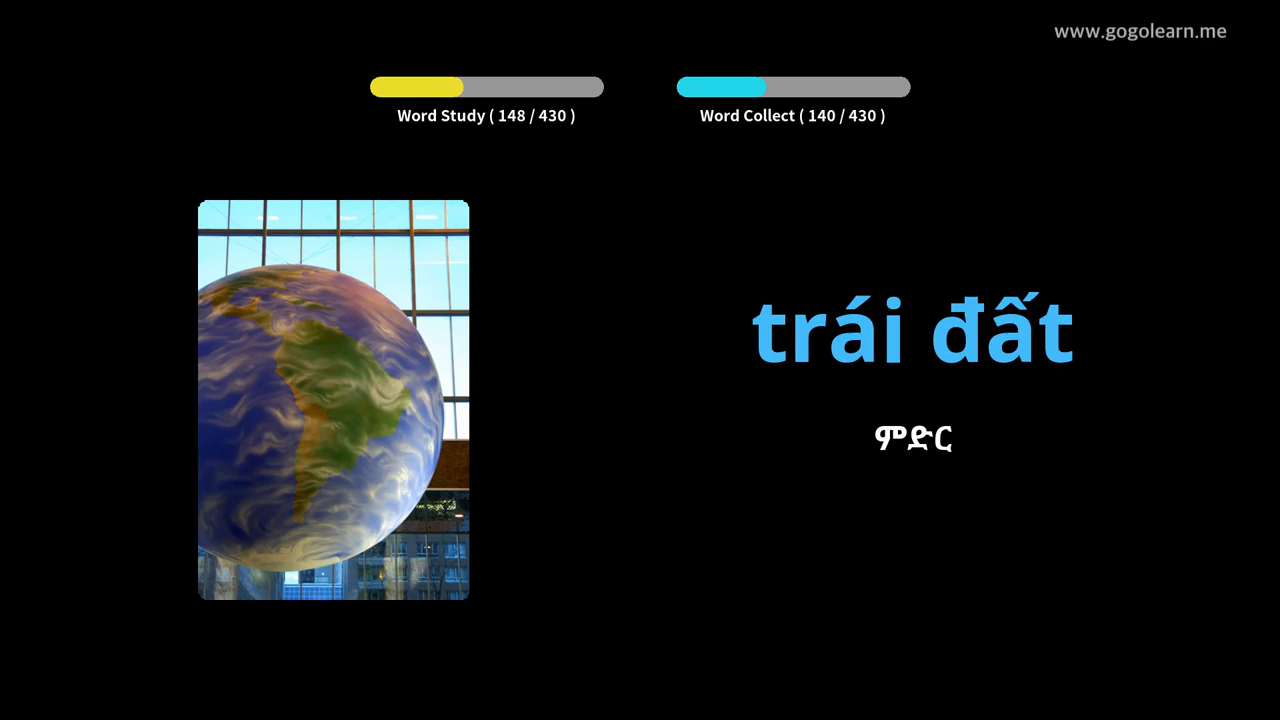 www.gogolearn.me
Word Study ( 148 / 430 )
Word Collect ( 140 / 430 )
trái đất
ምድር